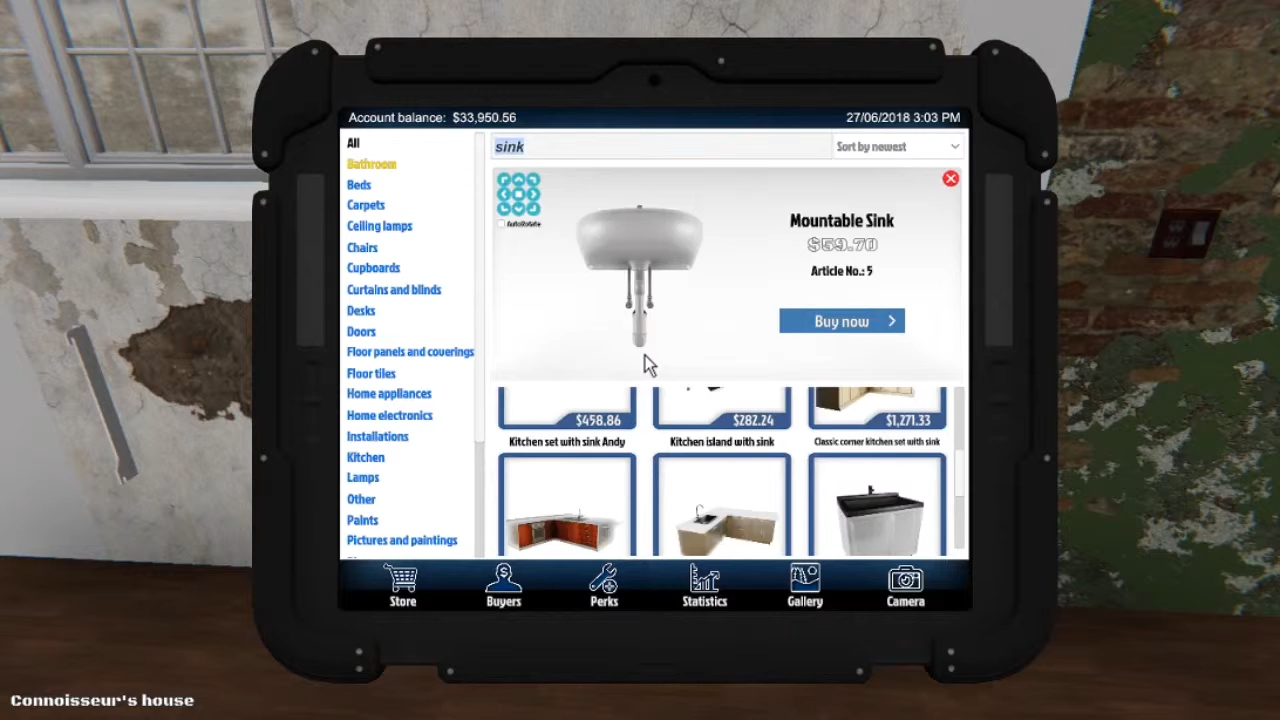 Account balance: $33,950.56
27/06/2018 3:03 PM
All
Bathroom
Beds
Carpets
Ceiling lamps
Chairs
Cupboards
Curtains and blinds
Desks
Doors
Floor panels and coverings
Floor tiles
Home appliances
Home electronics
Installations
Kitchen
Lamps
Other
Paints
Pictures and paintings
sink
Sort by newest
AutoRotate
Mountable Sink
$59.70
Article No.: 5
Buy now
$458.86
$282.24
$1,271.33
Kitchen set with sink Andy
Kitchen island with sink
Classic corner kitchen set with sink
Store
Buyers
Perks
Statistics
Gallery
Camera
Connoisseur's house